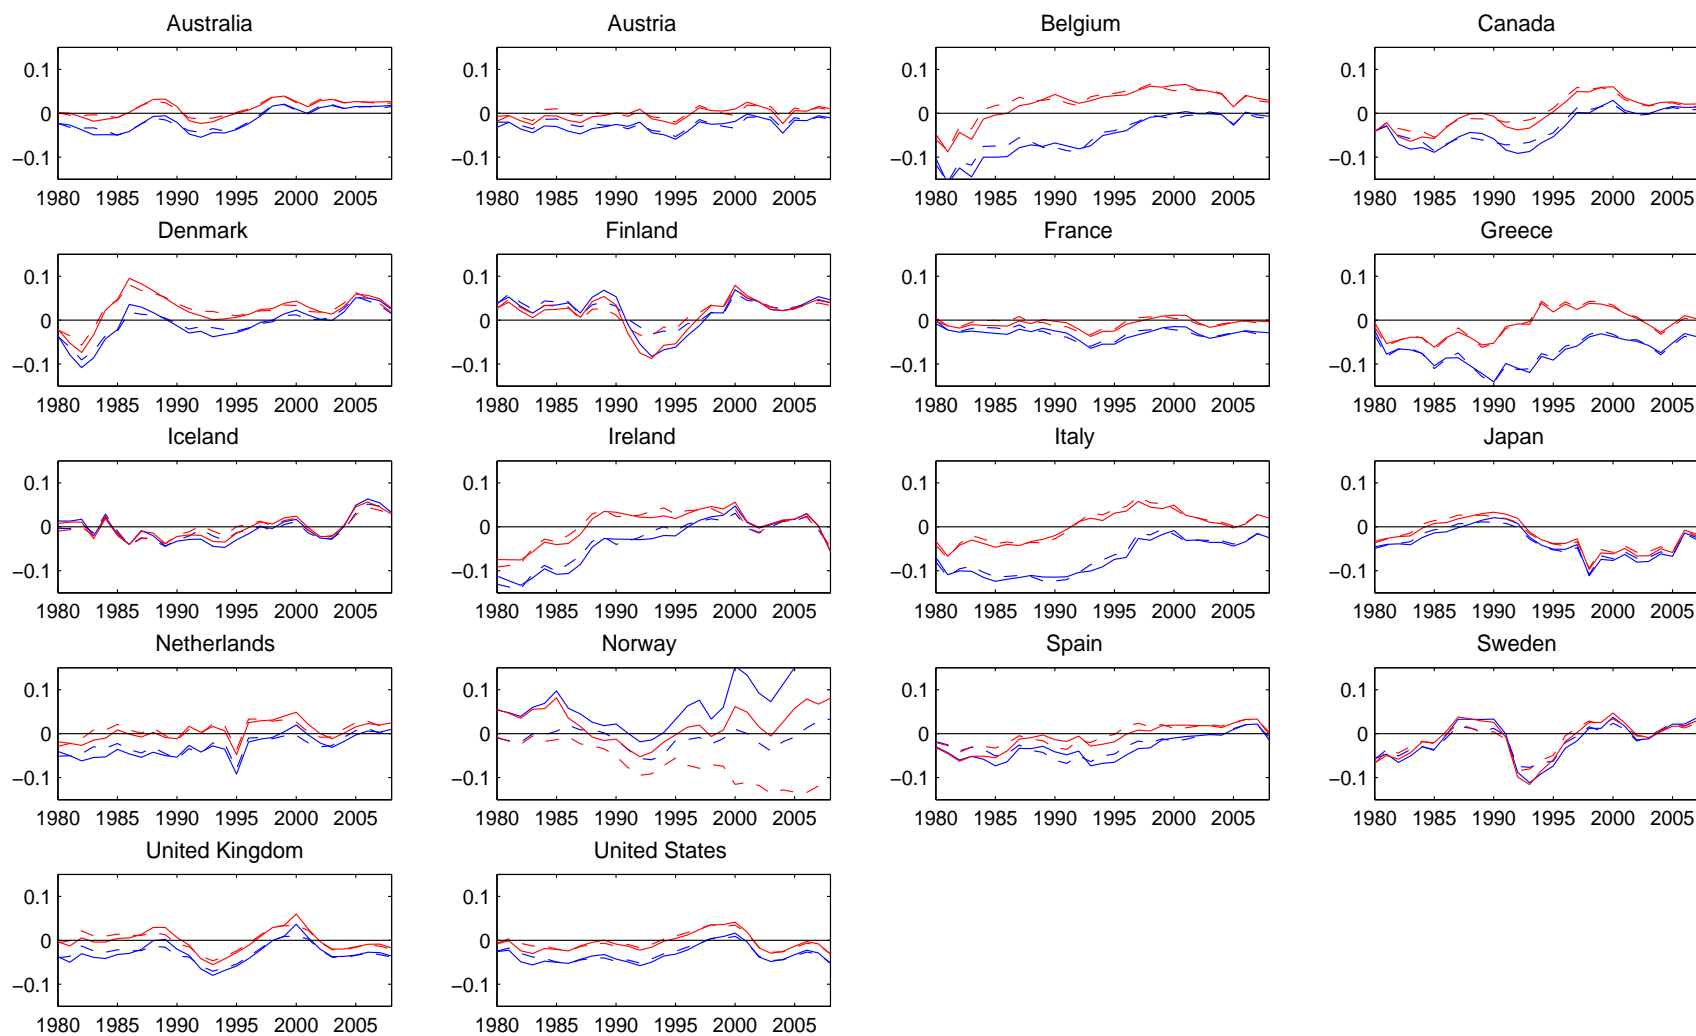 Australia Austria Belgium Canada
0.1 0.1 0.1 0.1
0 0 0 0
−0.1 −0.1 −0.1 −0.1
1980 1985 1990 1995 2000 2005 1980 1985 1990 1995 2000 2005 1980 1985 1990 1995 2000 2005 1980 1985 1990 1995 2000 2005
Denmark Finland France Greece
0.1 0.1 0.1 0.1
0 0 0 0
−0.1 −0.1 −0.1 −0.1
1980 1985 1990 1995 2000 2005 1980 1985 1990 1995 2000 2005 1980 1985 1990 1995 2000 2005 1980 1985 1990 1995 2000 2005
Iceland Ireland Italy Japan
0.1 0.1 0.1 0.1
0 0 0 0
−0.1 −0.1 −0.1 −0.1
1980 1985 1990 1995 2000 2005 1980 1985 1990 1995 2000 2005 1980 1985 1990 1995 2000 2005 1980 1985 1990 1995 2000 2005
Netherlands Norway Spain Sweden
0.1 0.1 0.1 0.1
0 0 0 0
−0.1 −0.1 −0.1 −0.1
1980 1985 1990 1995 2000 2005 1980 1985 1990 1995 2000 2005 1980 1985 1990 1995 2000 2005 1980 1985 1990 1995 2000 2005
United Kingdom United States
0.1 0.1
0 0
−0.1 −0.1
1980 1985 1990 1995 2000 2005 1980 1985 1990 1995 2000 2005